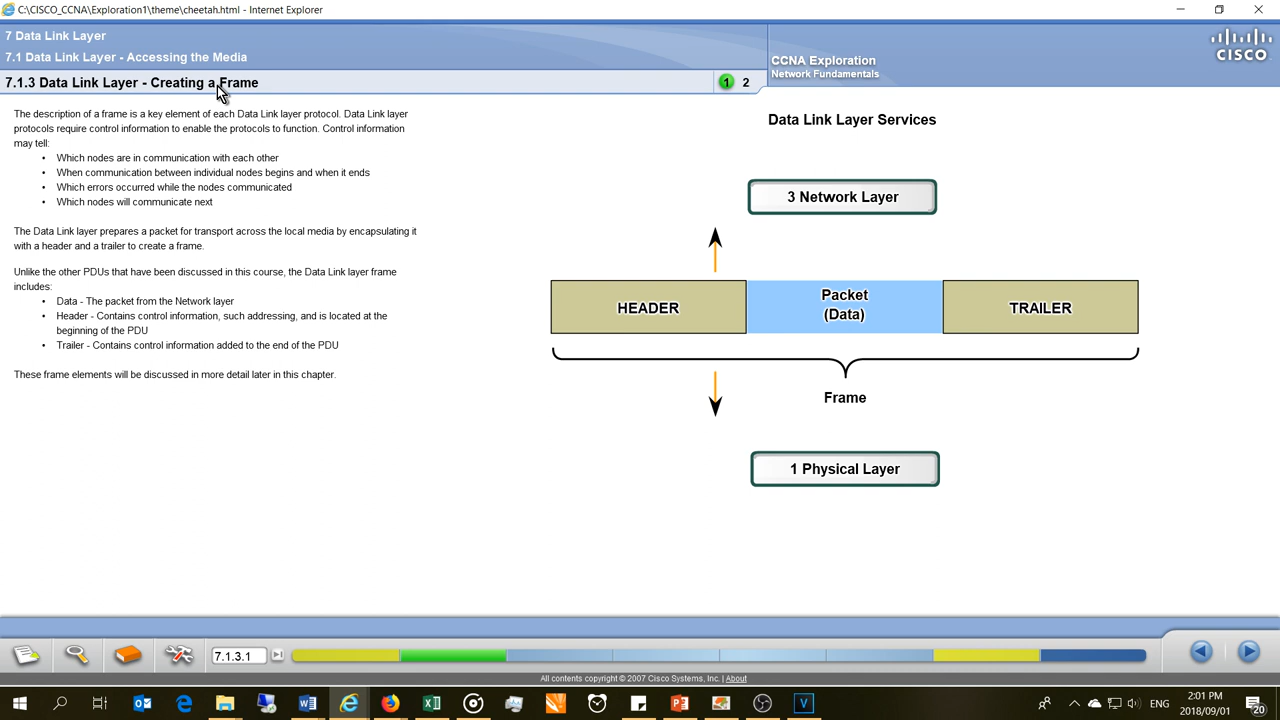 C:\CISCO_CCNA\Exploration1\theme\cheetah.html - Internet Explorer
7 Data Link Layer
7.1 Data Link Layer - Accessing the Media
7.1.3 Data Link Layer - Creating a Frame
1 2
CCNA Exploration
Network Fundamentals
CISCO
The description of a frame is a key element of each Data Link layer protocol. Data Link layer
protocols require control information to enable the protocols to function. Control information
may tell:
• Which nodes are in communication with each other
• When communication between individual nodes begins and when it ends
• Which errors occurred while the nodes communicated
• Which nodes will communicate next
The Data Link layer prepares a packet for transport across the local media by encapsulating it
with a header and a trailer to create a frame.
Unlike the other PDUs that have been discussed in this course, the Data Link layer frame
includes:
• Data - The packet from the Network layer
• Header - Contains control information, such addressing, and is located at the
beginning of the PDU
• Trailer - Contains control information added to the end of the PDU
These frame elements will be discussed in more detail later in this chapter.
Data Link Layer Services
3 Network Layer
HEADER
Packet
(Data)
TRAILER
Frame
1 Physical Layer
7.1.3.1
All contents copyright © 2007 Cisco Systems, Inc. | About
ENG
2:01 PM
2018/09/01
20